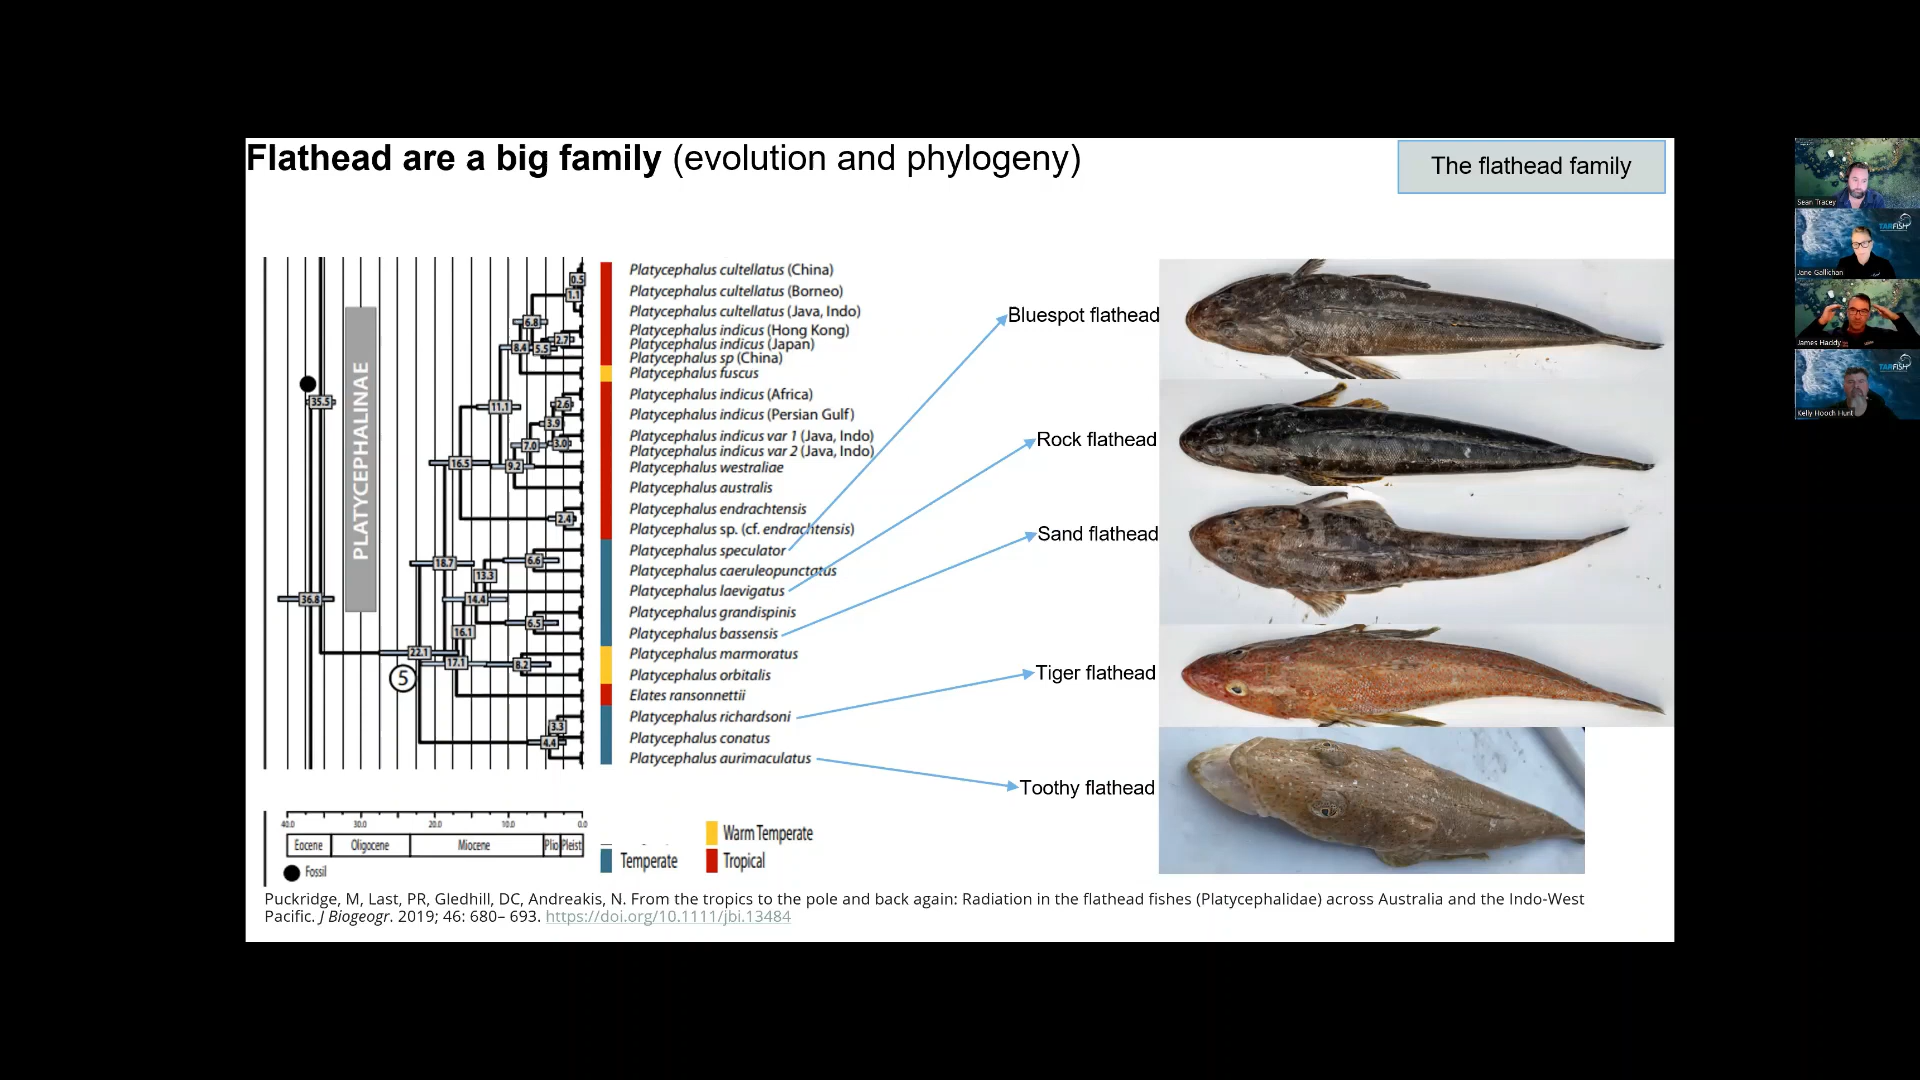 Flathead are a big family (evolution and phylogeny)
The flathead family
PLATYCEPHALINAE
Platycephalus cultellatus (China)
Platycephalus cultellatus (Borneo)
Platycephalus cultellatus (Java, Indo)
Platycephalus indicus (Hong Kong)
Platycephalus indicus (Japan)
Platycephalus sp (China)
Platycephalus fuscus
Platycephalus indicus (Africa)
Platycephalus indicus (Persian Gulf)
Platycephalus indicus var 1 (Java, Indo)
Platycephalus indicus var 2 (Java, Indo)
Platycephalus westraliae
Platycephalus australis
Platycephalus endrachtensis
Platycephalus sp. (cf. endrachtensis)
Platycephalus speculator
Platycephalus caeruleopunctatus
Platycephalus laevigatus
Platycephalus grandispinis
Platycephalus bassensis
Platycephalus marmoratus
Platycephalus orbitalis
Elates ransonnettii
Platycephalus richardsoni
Platycephalus conatus
Platycephalus aurimaculatus
0.5
1.1
6.8
2.7
8.4
5.5
35.5
11.1
2.6
3.9
7.0
3.0
16.5
9.2
2.4
18.7
6.6
13.3
36.8
14.4
6.5
16.1
22.1
17.1
8.2
5
3.3
4.4
Bluespot flathead
Rock flathead
Sand flathead
Tiger flathead
Toothy flathead
40.0 30.0 20.0 10.0 0.0
Eocene Oligocene Miocene Plio Pleist
Fossil
Warm Temperate
Temperate
Tropical
Puckridge, M, Last, PR, Gledhill, DC, Andreakis, N. From the tropics to the pole and back again: Radiation in the flathead fishes (Platycephalidae) across Australia and the Indo-West
Pacific. J Biogeogr. 2019; 46: 680– 693. https://doi.org/10.1111/jbi.13484
Sean Tracey
TARFISH
Jane Gallichan
James Haddy
TARFISH
Kelly Hooch Hunt